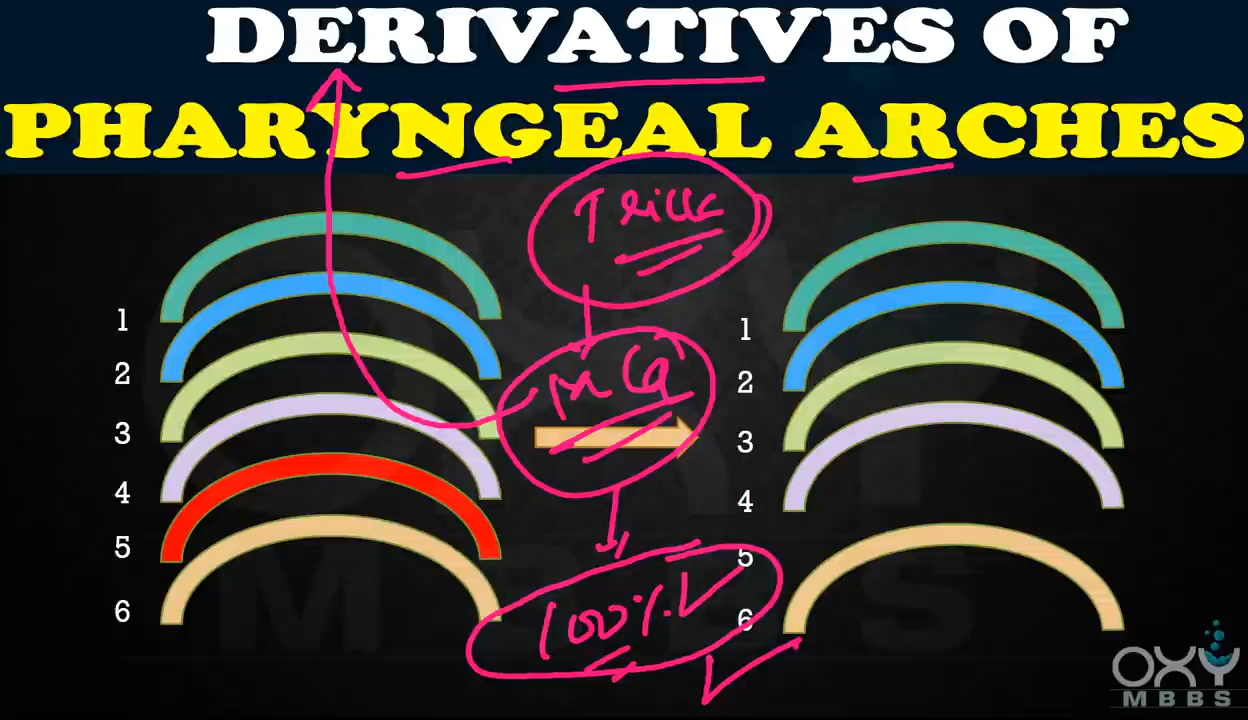 DERIVATIVES OF
PHARYNGEAL ARCHES
Trick
MCQ
100%
1
2
3
4
5
6
1
2
3
4
5
6
OXY
MBBS